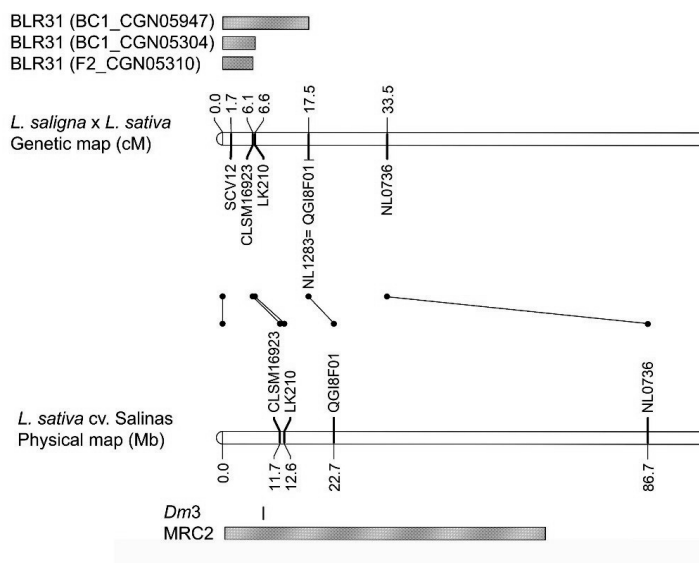 BLR31 (BC1_CGN05947)
BLR31 (BC1_CGN05304)
BLR31 (F2_CGN05310)
0.0
1.7
6.1
6.6
17.5
33.5
L. saligna x L. sativa
Genetic map (cM)
SCV12
CLSM16923
LK210
NL1283= QGI8F01
NL0736
CLSM16923
LK210
QGI8F01
NL0736
L. sativa cv. Salinas
Physical map (Mb)
0.0
11.7
12.6
22.7
86.7
Dm3
MRC2